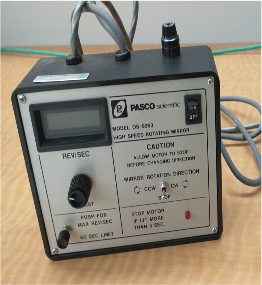 PASCO scientific
ON
OFF
MODEL OS-9263
HIGH SPEED ROTATING MIRROR
REV/SEC
CAUTION
ALLOW MOTOR TO STOP
BEFORE CHANGING DIRECTION
MIRROR ROTATION DIRECTION
CCW CW
STOP
PUSH FOR
MAX REV/SEC
60 SEC LIMIT
STOP MOTOR
IF LIT MORE
THAN 5 SEC.